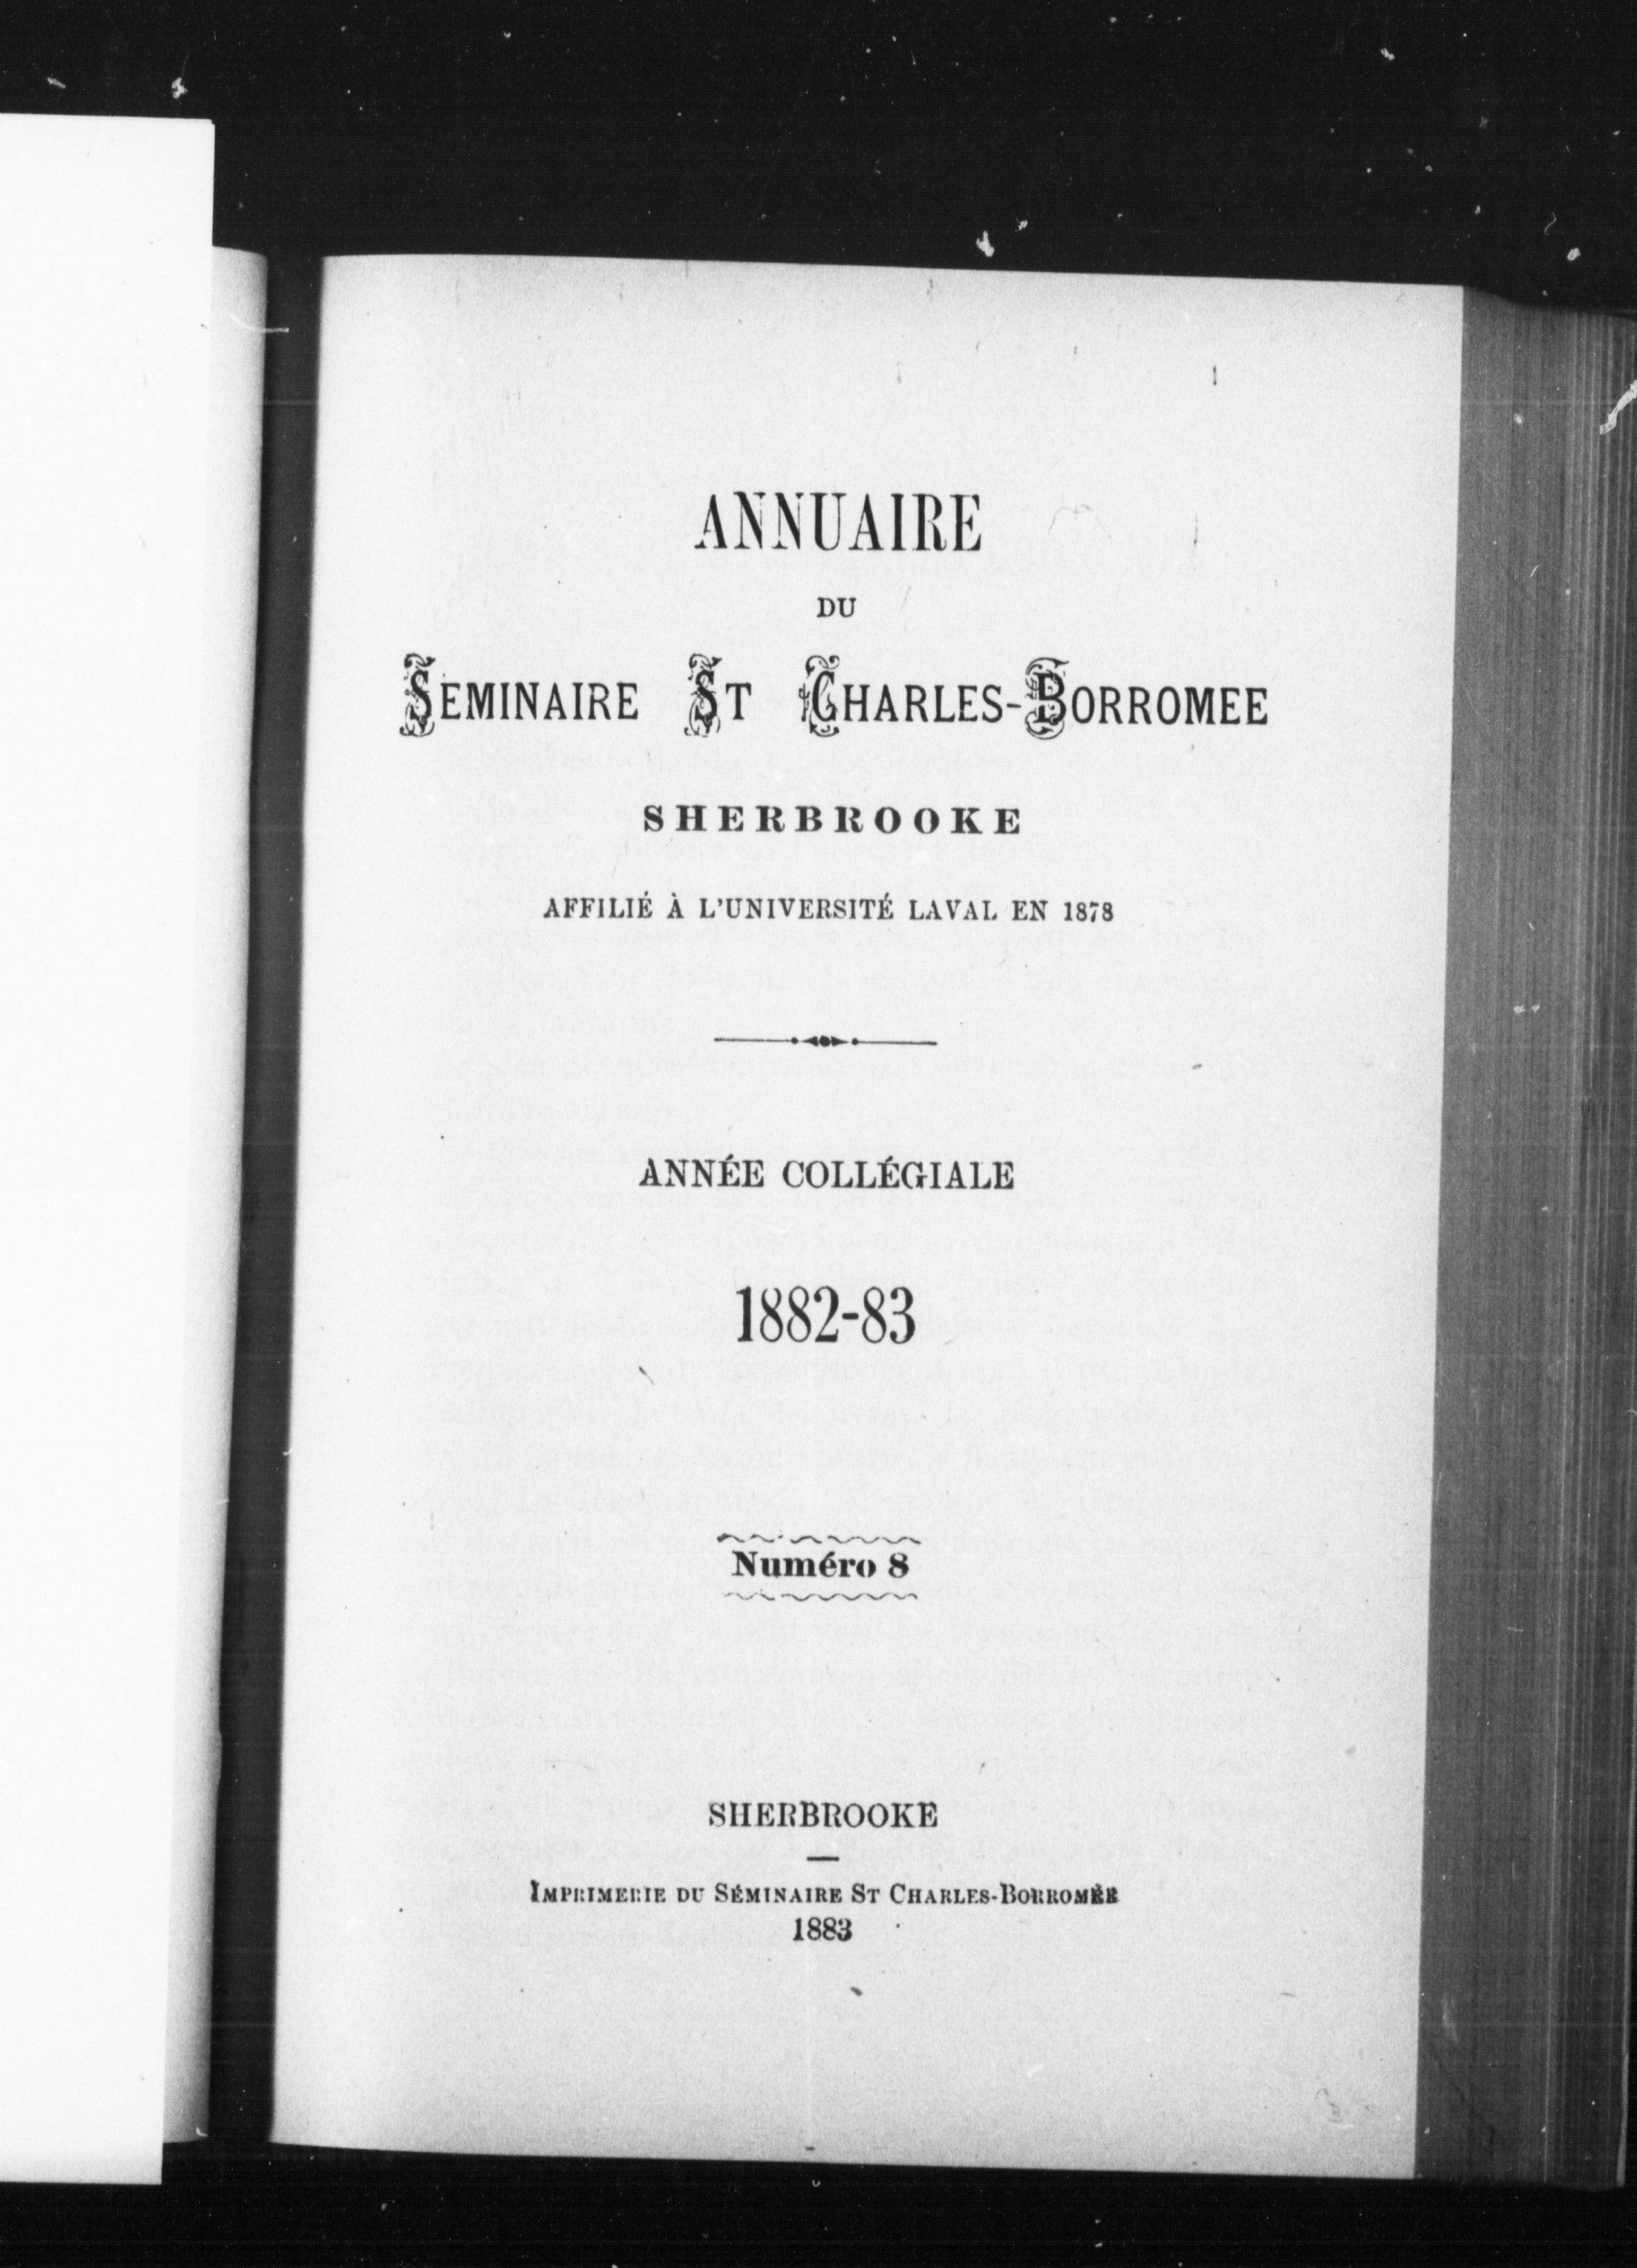 ANNUAIRE
DU
SEMINAIRE ST CHARLES-BORROMEE
SHERBROOKE
AFFILIÉ À L'UNIVERSITÉ LAVAL EN 1878
ANNÉE COLLÉGIALE
1882-83
Numéro 8
SHERBROOKE
IMPRIMERIE DU SÉMINAIRE ST CHARLES-BORROMÉE
1883